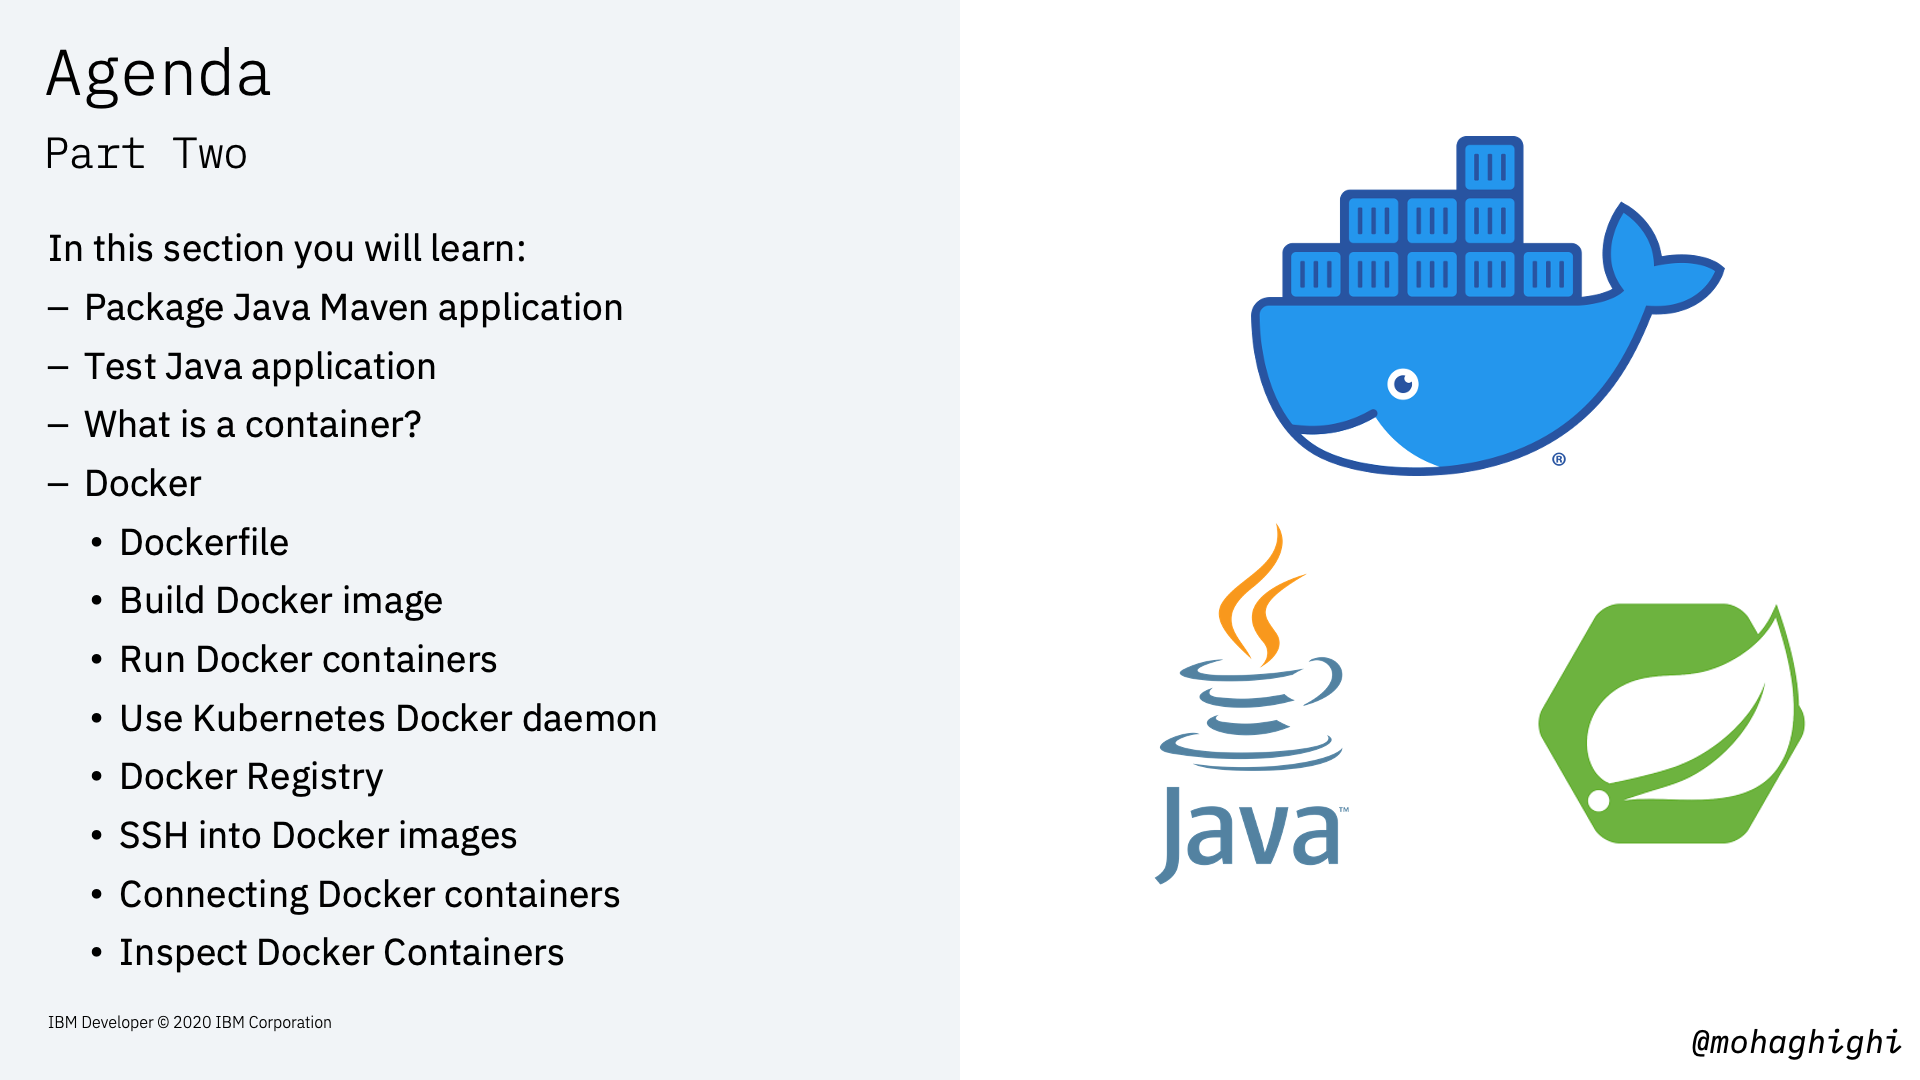 Agenda
Part Two
In this section you will learn:
– Package Java Maven application
– Test Java application
– What is a container?
– Docker
• Dockerfile
• Build Docker image
• Run Docker containers
• Use Kubernetes Docker daemon
• Docker Registry
• SSH into Docker images
• Connecting Docker containers
• Inspect Docker Containers
IBM Developer © 2020 IBM Corporation
®
Java™
@mohaghighi